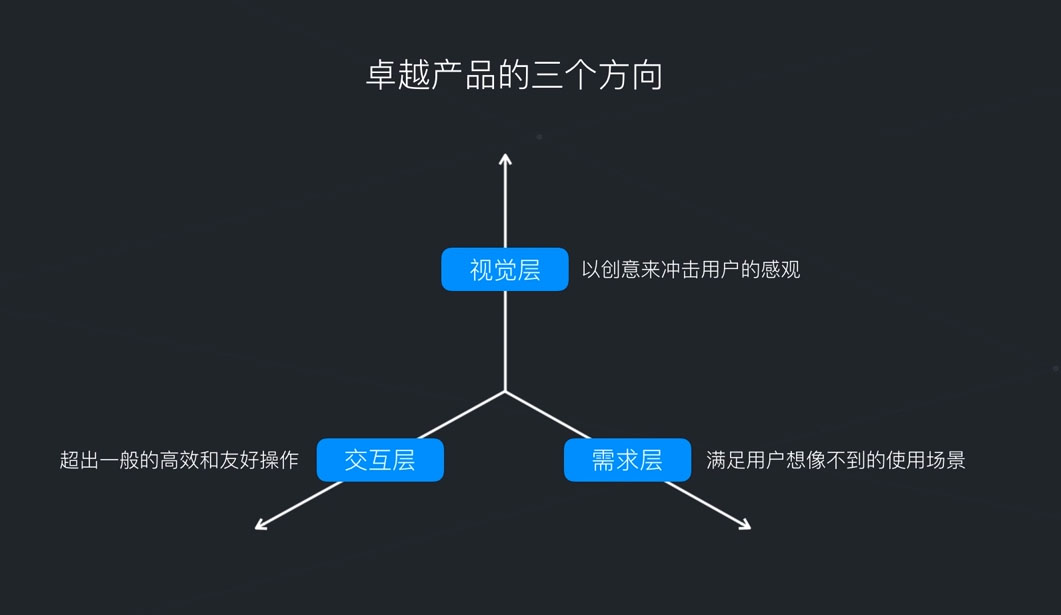 卓越产品的三个方向
视觉层
以创意来冲击用户的感观
超出一般的高效和友好操作
交互层
需求层
满足用户想像不到的使用场景